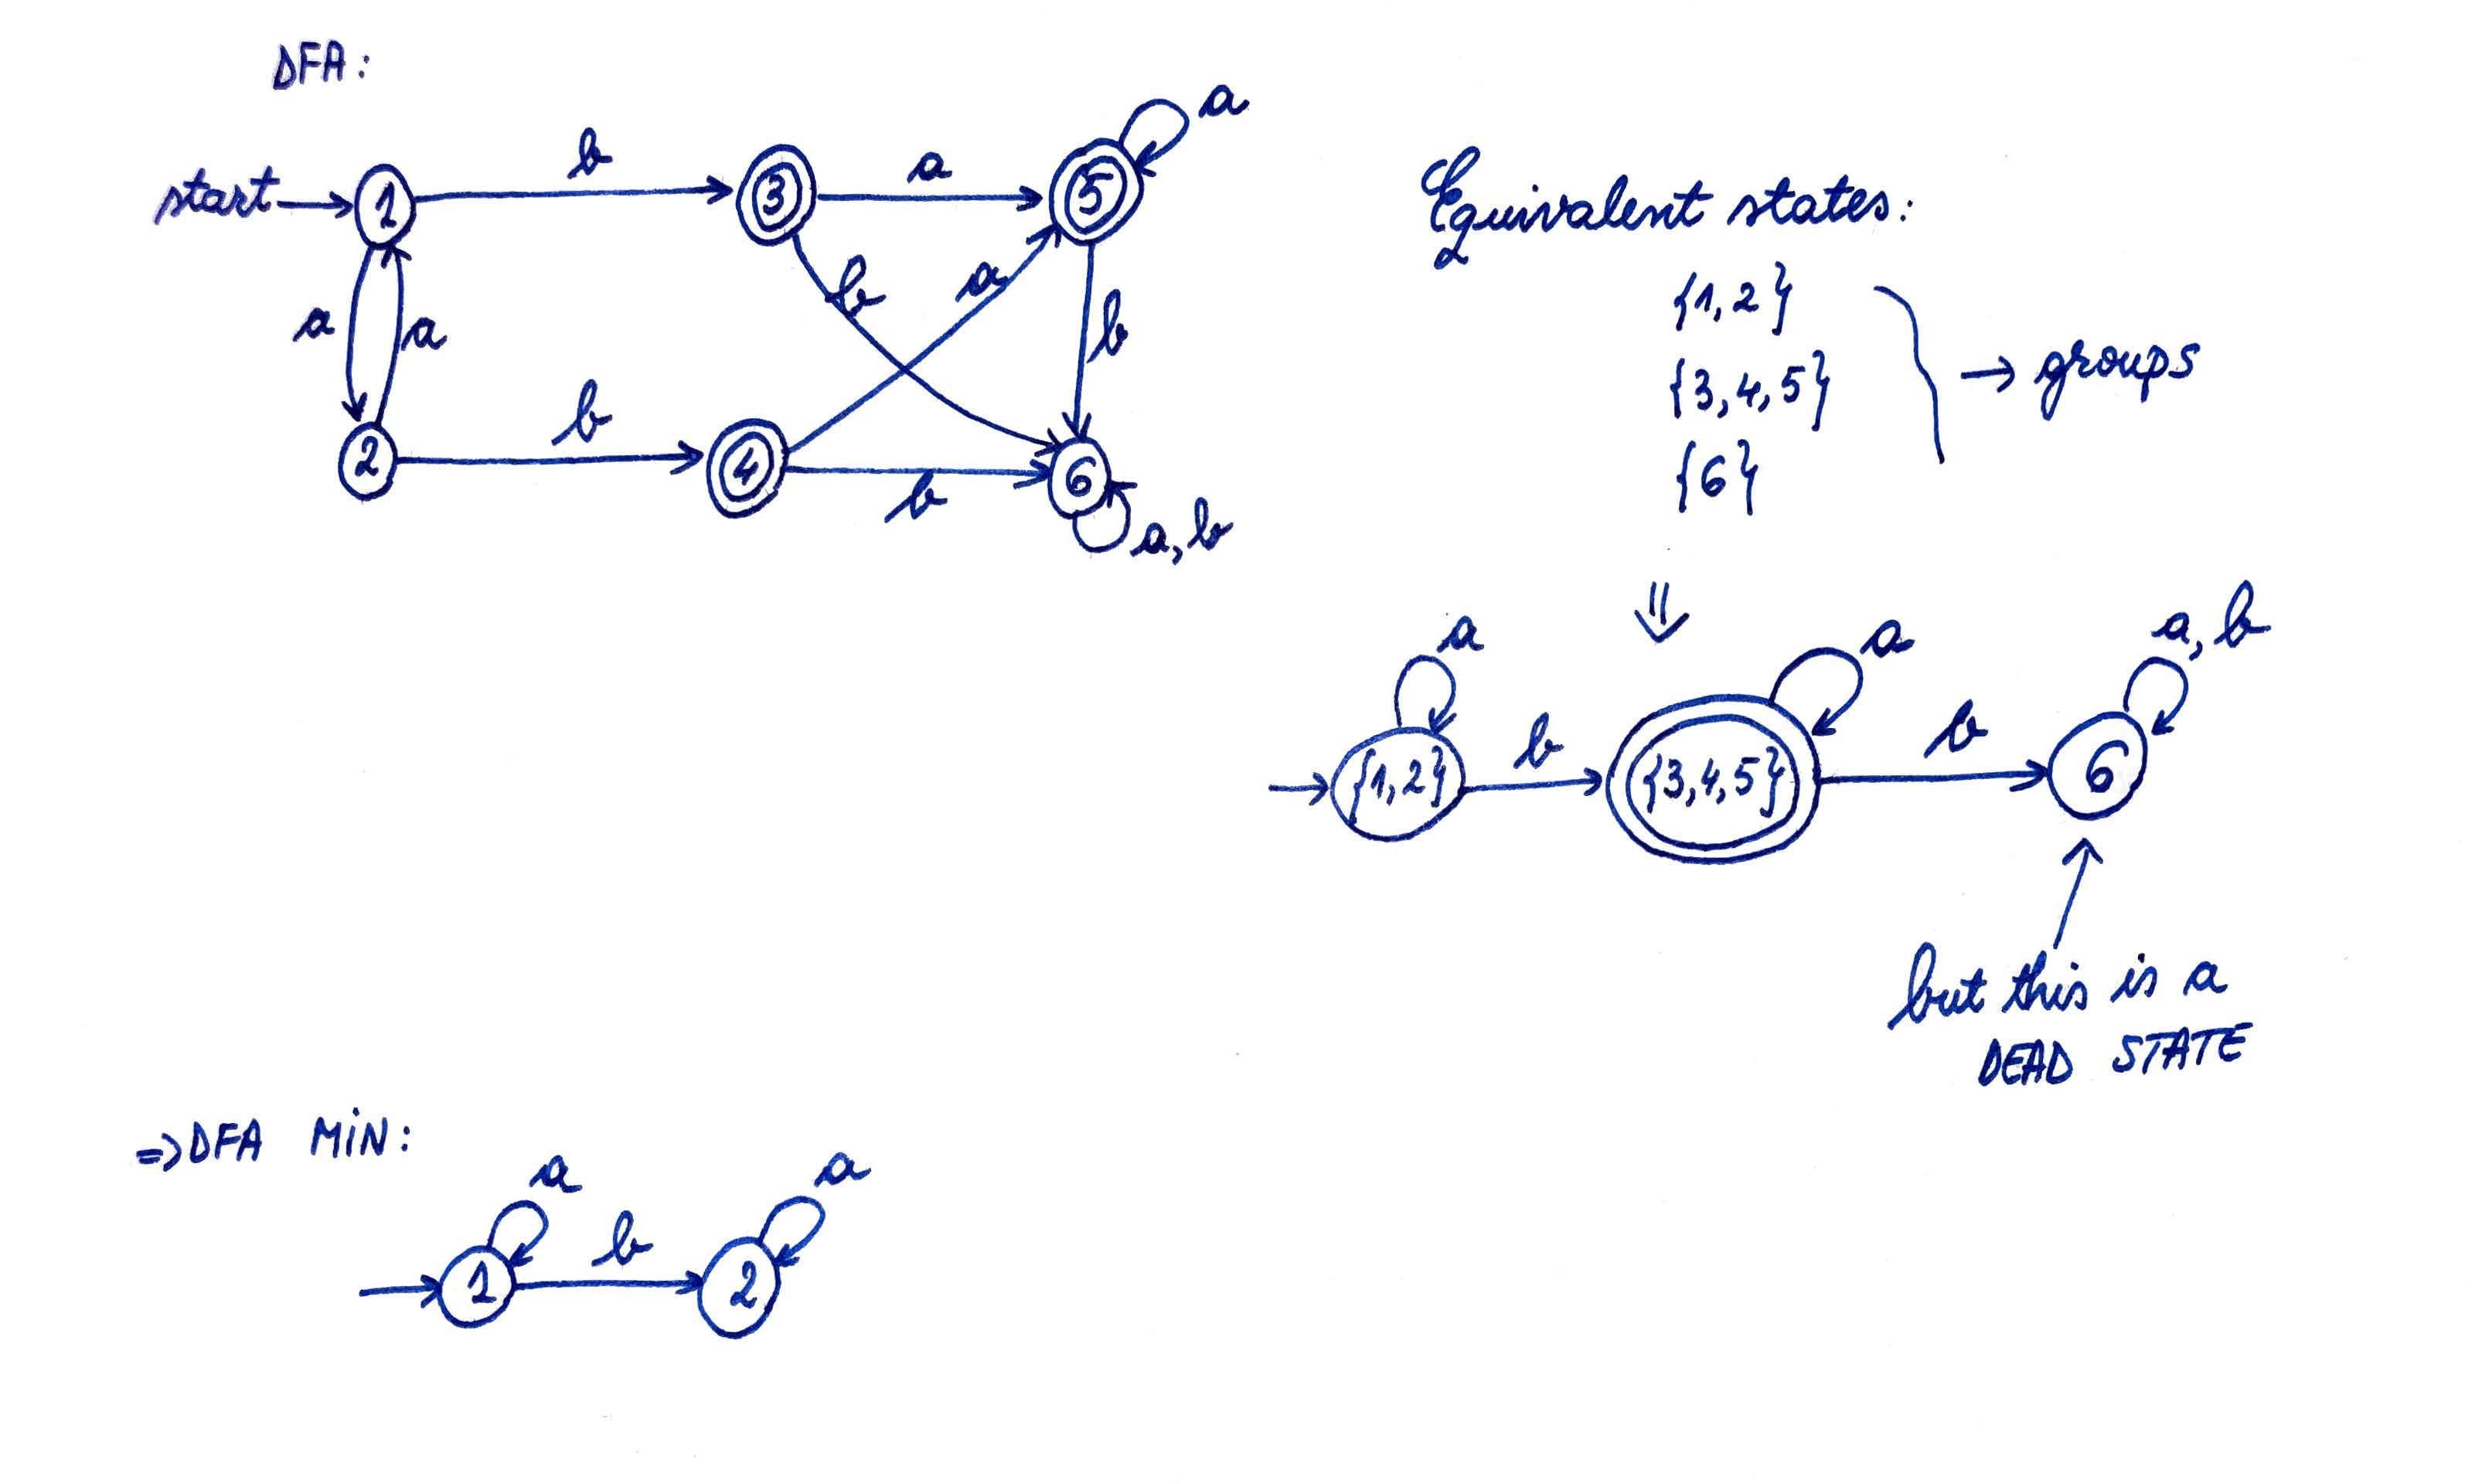 DFA:
a
b
a
start
1
3
5
Equivalent states:
b
a
{1,2}
a
a
b
{3,4,5}
→ groups
b
{6}
2
4
6
b
a, b
⇓
a
a
a, b
b
b
{1,2}
{3,4,5}
6
but this is a
DEAD STATE
⇒ DFA MiN:
a
a
b
1
2